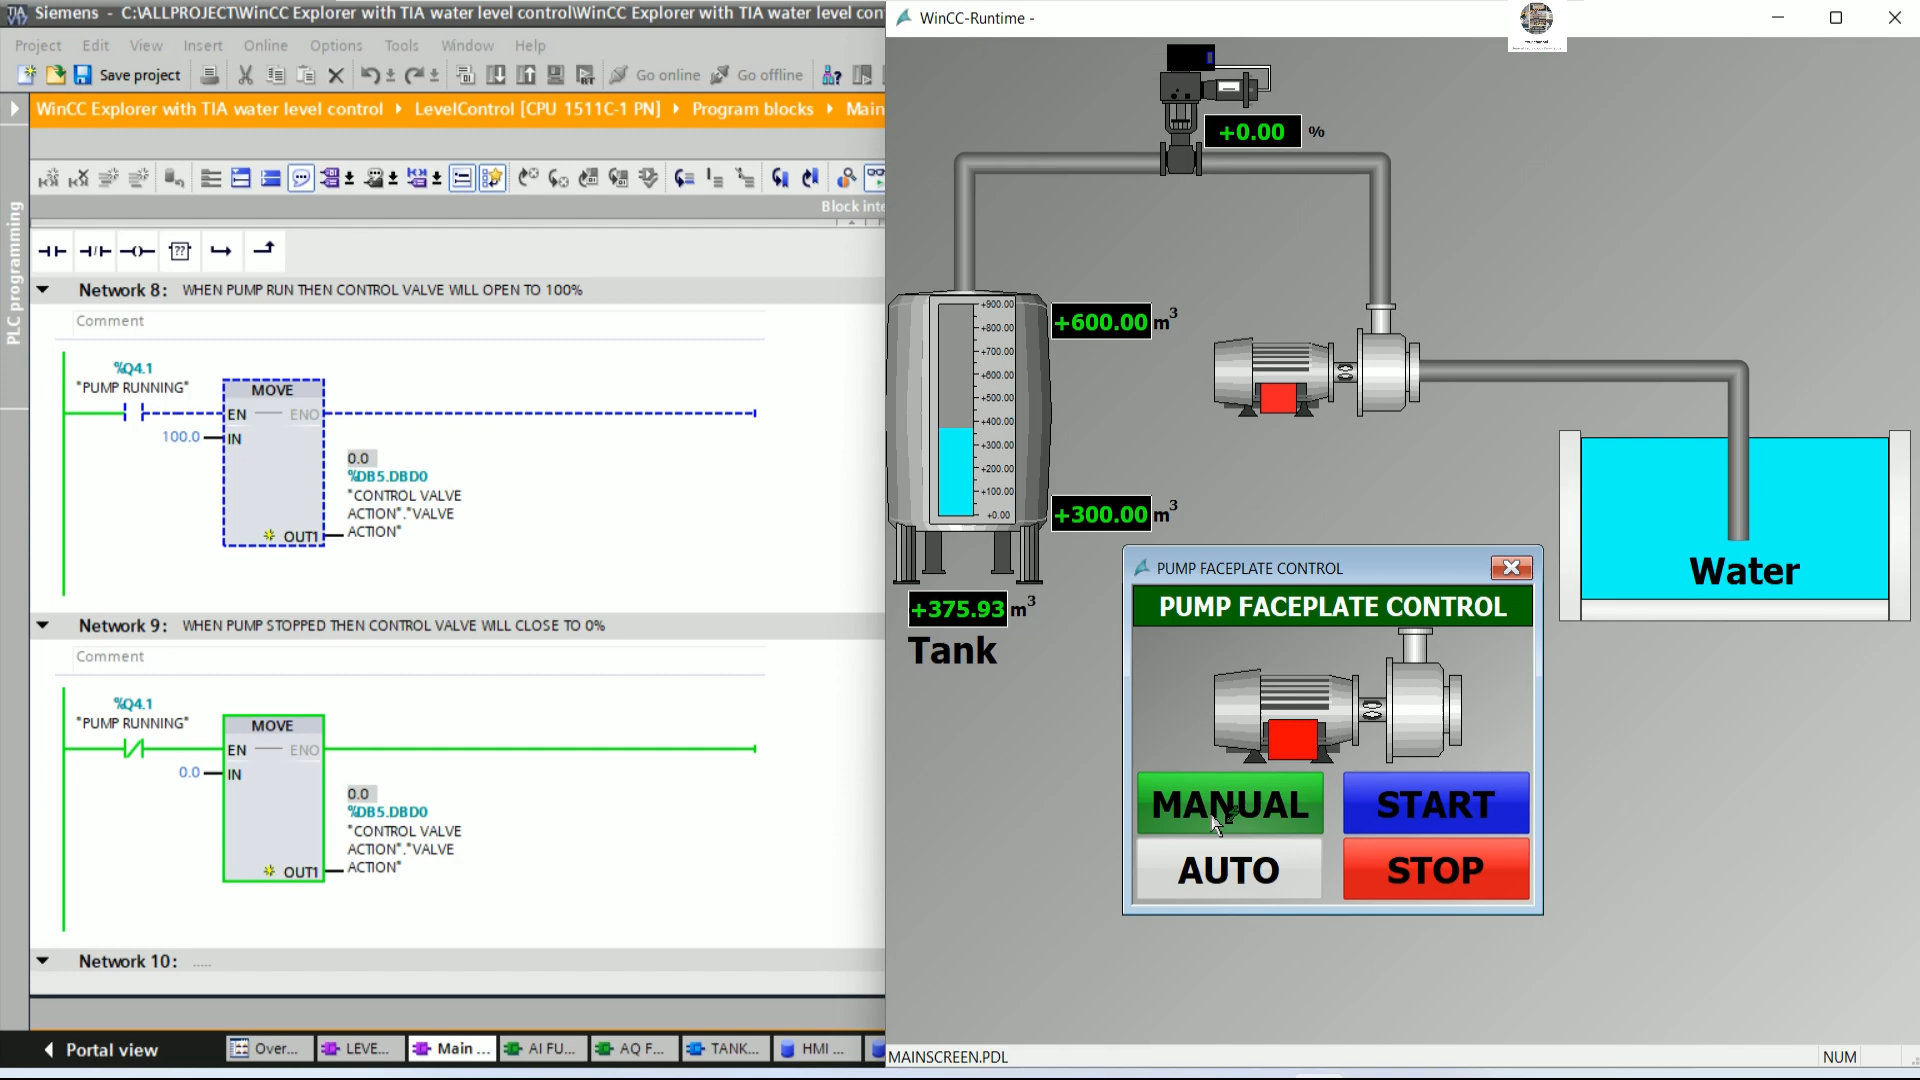 Siemens - C:\ALLPROJECT\WinCC Explorer with TIA water level control\WinCC Explorer with TIA water level con
Project Edit View Insert Online Options Tools Window Help
Save project Go online Go offline
WinCC Explorer with TIA water level control LevelControl [CPU 1511C-1 PN] Program blocks Main
PLC programming
Block inte
Network 8: WHEN PUMP RUN THEN CONTROL VALVE WILL OPEN TO 100%
Comment
%Q4.1
"PUMP RUNNING"
MOVE
EN ENO
100.0 IN
0.0
%DB5.DBD0
"CONTROL VALVE
ACTION"."VALVE
OUT1 ACTION"
Network 9: WHEN PUMP STOPPED THEN CONTROL VALVE WILL CLOSE TO 0%
Comment
%Q4.1
"PUMP RUNNING"
MOVE
EN ENO
0.0 IN
0.0
%DB5.DBD0
"CONTROL VALVE
ACTION"."VALVE
OUT1 ACTION"
Network 10: .....
Portal view Over... LEVE... Main ... AI FU... AQ F... TANK... HMI ...
WinCC-Runtime -
+0.00 %
+900.00
+800.00
+700.00
+600.00
+500.00
+400.00
+300.00
+200.00
+100.00
+0.00
+600.00 m3
+300.00 m3
+375.93 m3
Tank
Water
PUMP FACEPLATE CONTROL
PUMP FACEPLATE CONTROL
MANUAL START
AUTO STOP
MAINSCREEN.PDL NUM